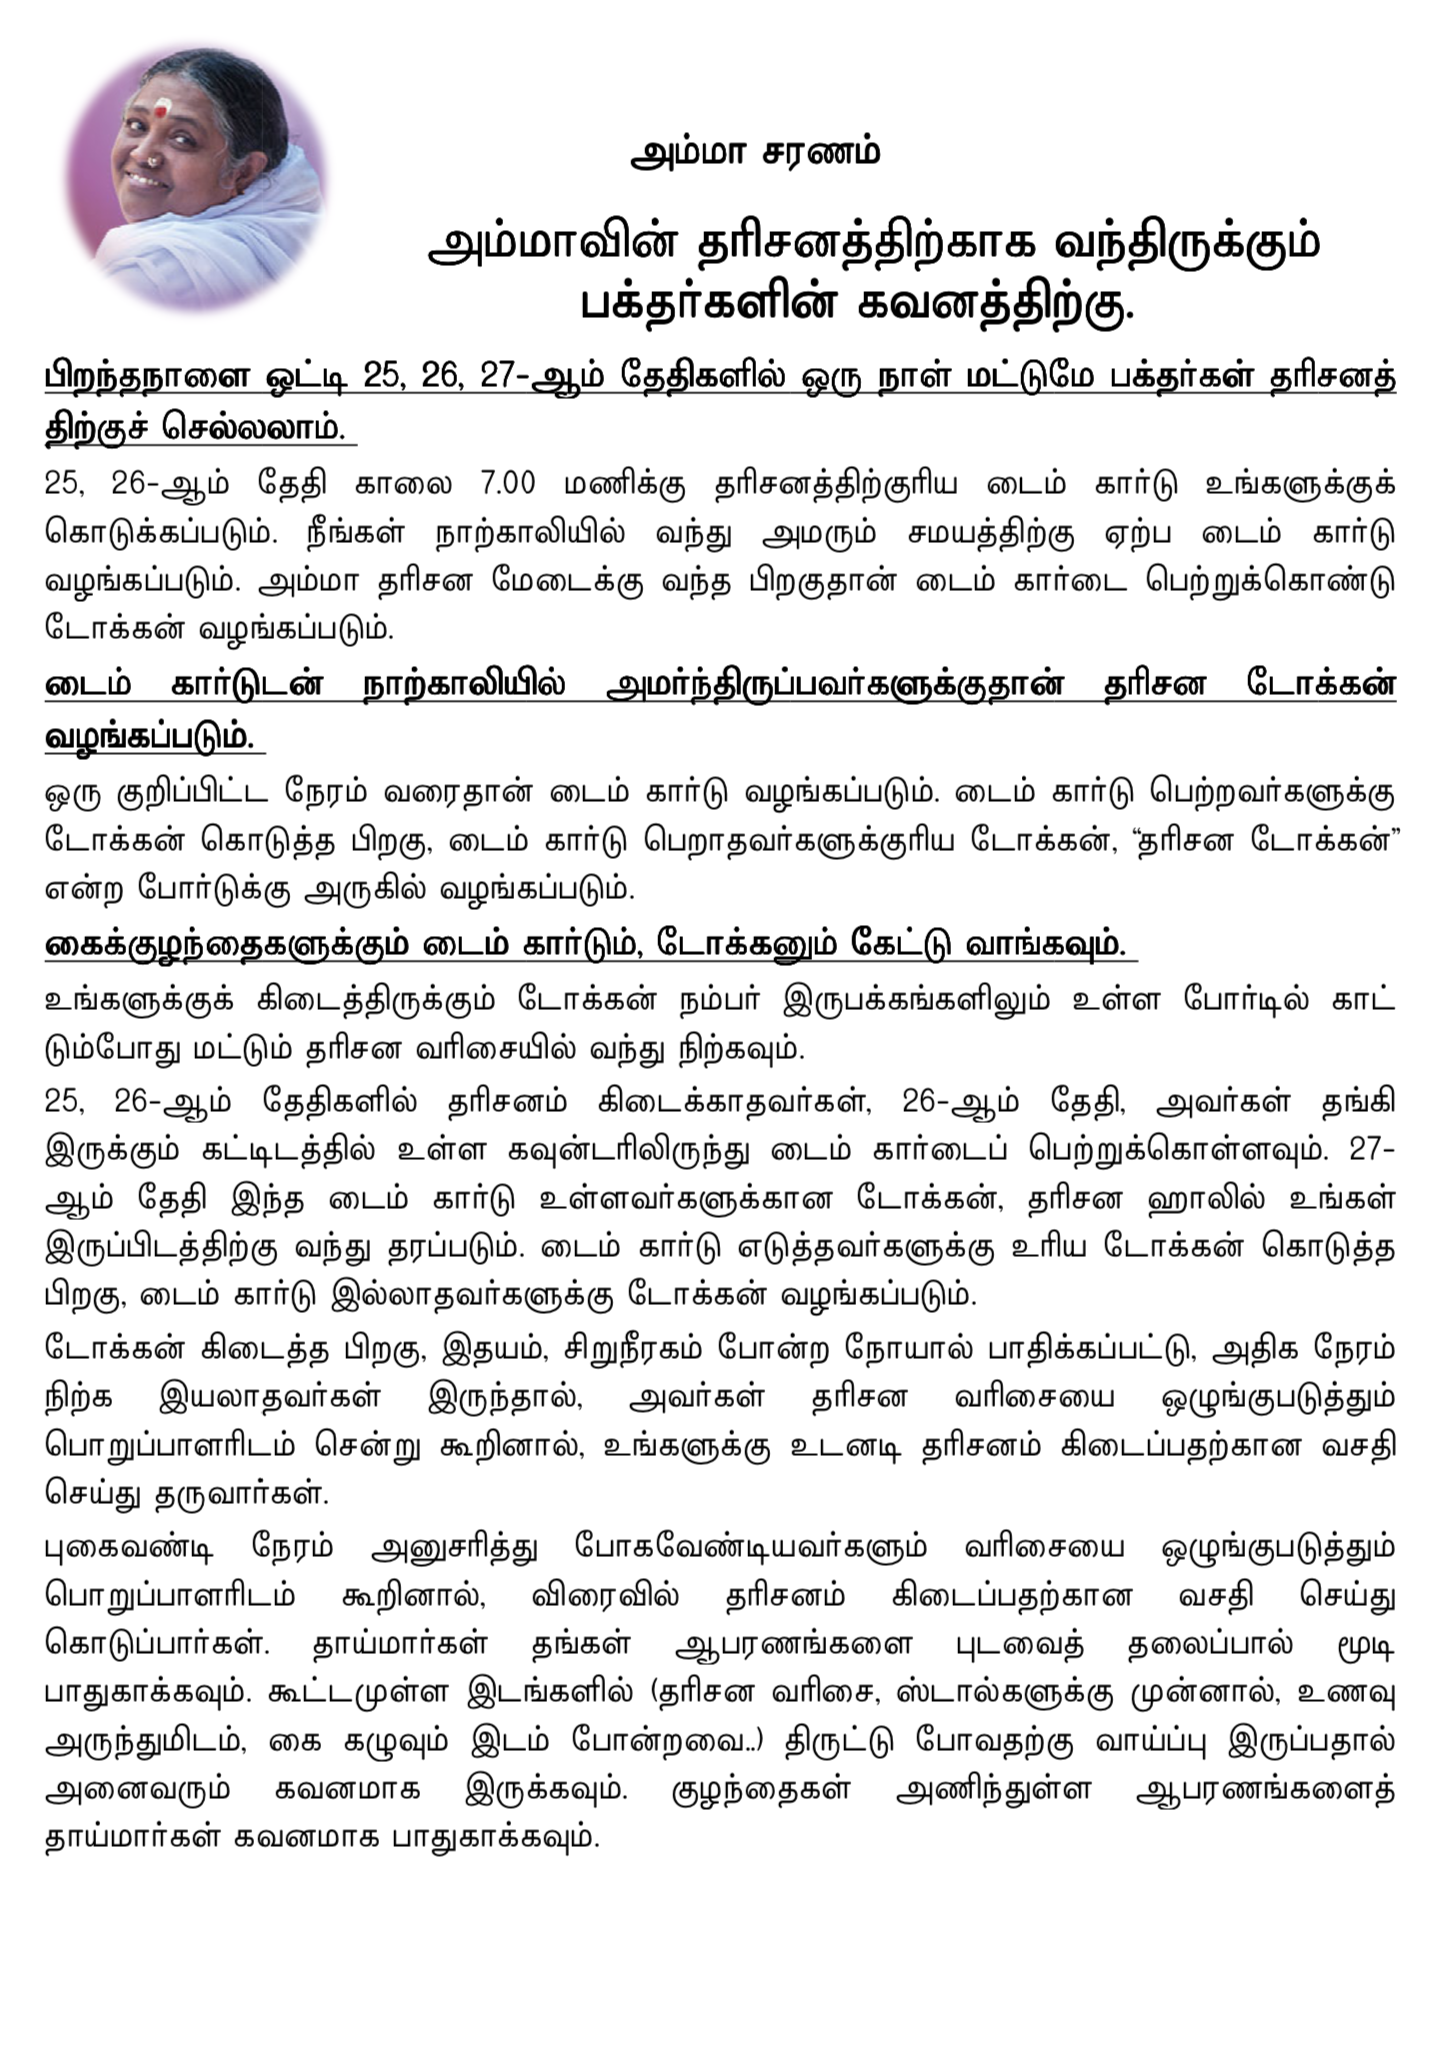 அம்மா சரணம்
அம்மாவின் தரிசனத்திற்காக வந்திருக்கும்
பக்தர்களின் கவனத்திற்கு.
பிறந்தநாளை ஒட்டி 25, 26, 27-ஆம் தேதிகளில் ஒரு நாள் மட்டுமே பக்தர்கள் தரிசனத்
திற்குச் செல்லலாம்.
25, 26-ஆம் தேதி காலை 7.00 மணிக்கு தரிசனத்திற்குரிய டைம் கார்டு உங்களுக்குக்
கொடுக்கப்படும். நீங்கள் நாற்காலியில் வந்து அமரும் சமயத்திற்கு ஏற்ப டைம் கார்டு
வழங்கப்படும். அம்மா தரிசன மேடைக்கு வந்த பிறகுதான் டைம் கார்டை பெற்றுக்கொண்டு
டோக்கன் வழங்கப்படும்.
டைம் கார்டுடன் நாற்காலியில் அமர்ந்திருப்பவர்களுக்குதான் தரிசன டோக்கன்
வழங்கப்படும்.
ஒரு குறிப்பிட்ட நேரம் வரைதான் டைம் கார்டு வழங்கப்படும். டைம் கார்டு பெற்றவர்களுக்கு
டோக்கன் கொடுத்த பிறகு, டைம் கார்டு பெறாதவர்களுக்குரிய டோக்கன், “தரிசன டோக்கன்”
என்ற போர்டுக்கு அருகில் வழங்கப்படும்.
கைக்குழந்தைகளுக்கும் டைம் கார்டும், டோக்கனும் கேட்டு வாங்கவும்.
உங்களுக்குக் கிடைத்திருக்கும் டோக்கன் நம்பர் இருபக்கங்களிலும் உள்ள போர்டில் காட்
டும்போது மட்டும் தரிசன வரிசையில் வந்து நிற்கவும்.
25, 26-ஆம் தேதிகளில் தரிசனம் கிடைக்காதவர்கள், 26-ஆம் தேதி, அவர்கள் தங்கி
இருக்கும் கட்டிடத்தில் உள்ள கவுன்டரிலிருந்து டைம் கார்டைப் பெற்றுக்கொள்ளவும். 27-
ஆம் தேதி இந்த டைம் கார்டு உள்ளவர்களுக்கான டோக்கன், தரிசன ஹாலில் உங்கள்
இருப்பிடத்திற்கு வந்து தரப்படும். டைம் கார்டு எடுத்தவர்களுக்கு உரிய டோக்கன் கொடுத்த
பிறகு, டைம் கார்டு இல்லாதவர்களுக்கு டோக்கன் வழங்கப்படும்.
டோக்கன் கிடைத்த பிறகு, இதயம், சிறுநீரகம் போன்ற நோயால் பாதிக்கப்பட்டு, அதிக நேரம்
நிற்க இயலாதவர்கள் இருந்தால், அவர்கள் தரிசன வரிசையை ஒழுங்குபடுத்தும்
பொறுப்பாளரிடம் சென்று கூறினால், உங்களுக்கு உடனடி தரிசனம் கிடைப்பதற்கான வசதி
செய்து தருவார்கள்.
புகைவண்டி நேரம் அனுசரித்து போகவேண்டியவர்களும் வரிசையை ஒழுங்குபடுத்தும்
பொறுப்பாளரிடம் கூறினால், விரைவில் தரிசனம் கிடைப்பதற்கான வசதி செய்து
கொடுப்பார்கள். தாய்மார்கள் தங்கள் ஆபரணங்களை புடவைத் தலைப்பால் மூடி
பாதுகாக்கவும். கூட்டமுள்ள இடங்களில் (தரிசன வரிசை, ஸ்டால்களுக்கு முன்னால், உணவு
அருந்துமிடம், கை கழுவும் இடம் போன்றவை..) திருட்டு போவதற்கு வாய்ப்பு இருப்பதால்
அனைவரும் கவனமாக இருக்கவும். குழந்தைகள் அணிந்துள்ள ஆபரணங்களைத்
தாய்மார்கள் கவனமாக பாதுகாக்கவும்.